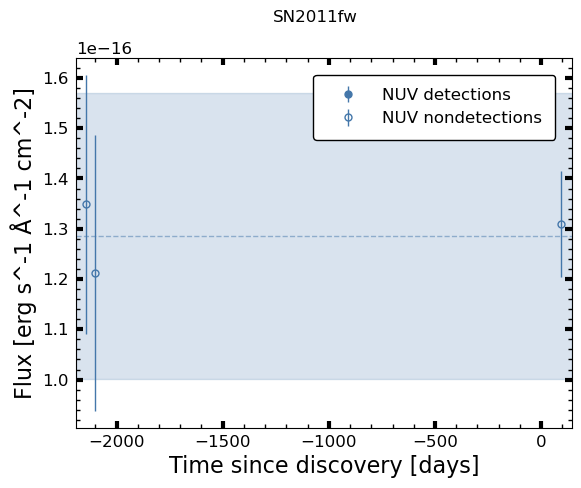 SN2011fw
1e−16
1.6
1.5
1.4
1.3
1.2
1.1
1.0
Flux [erg s^-1 Å^-1 cm^-2]
NUV detections
NUV nondetections
−2000 −1500 −1000 −500 0
Time since discovery [days]